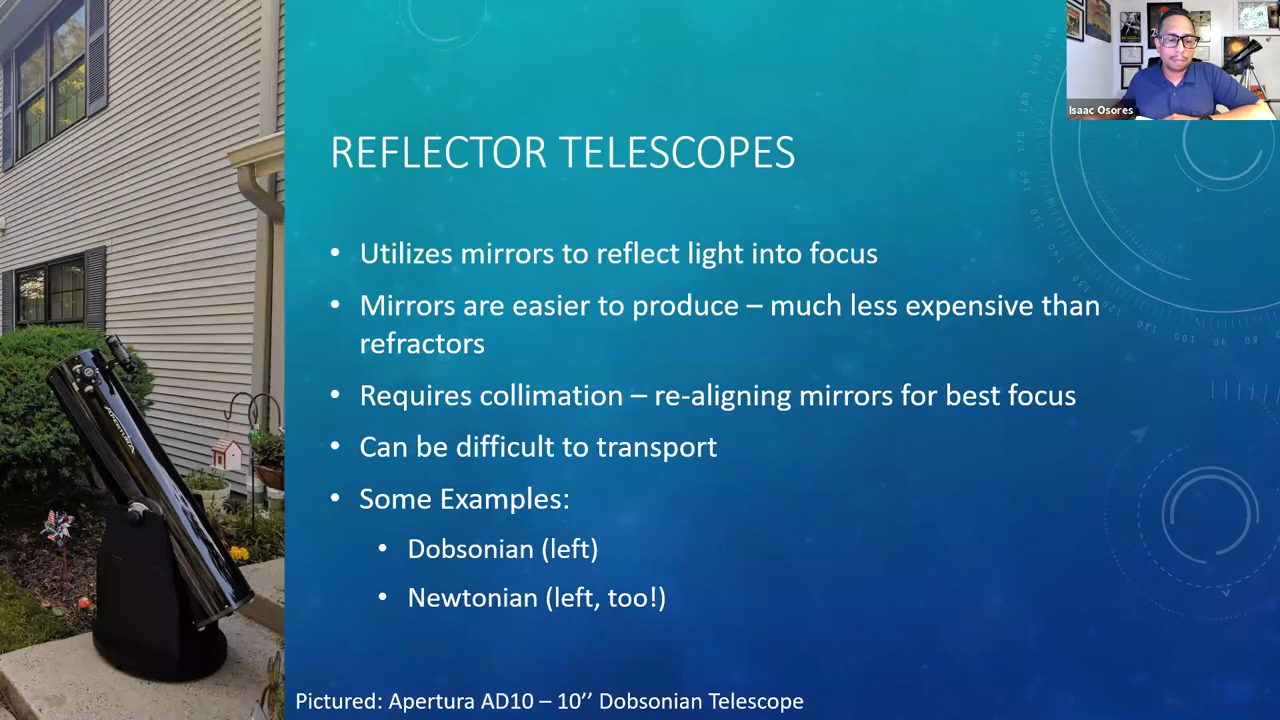 REFLECTOR TELESCOPES
• Utilizes mirrors to reflect light into focus
• Mirrors are easier to produce – much less expensive than
refractors
• Requires collimation – re-aligning mirrors for best focus
• Can be difficult to transport
• Some Examples:
• Dobsonian (left)
• Newtonian (left, too!)
Pictured: Apertura AD10 – 10’’ Dobsonian Telescope
Isaac Osores
APERTURA